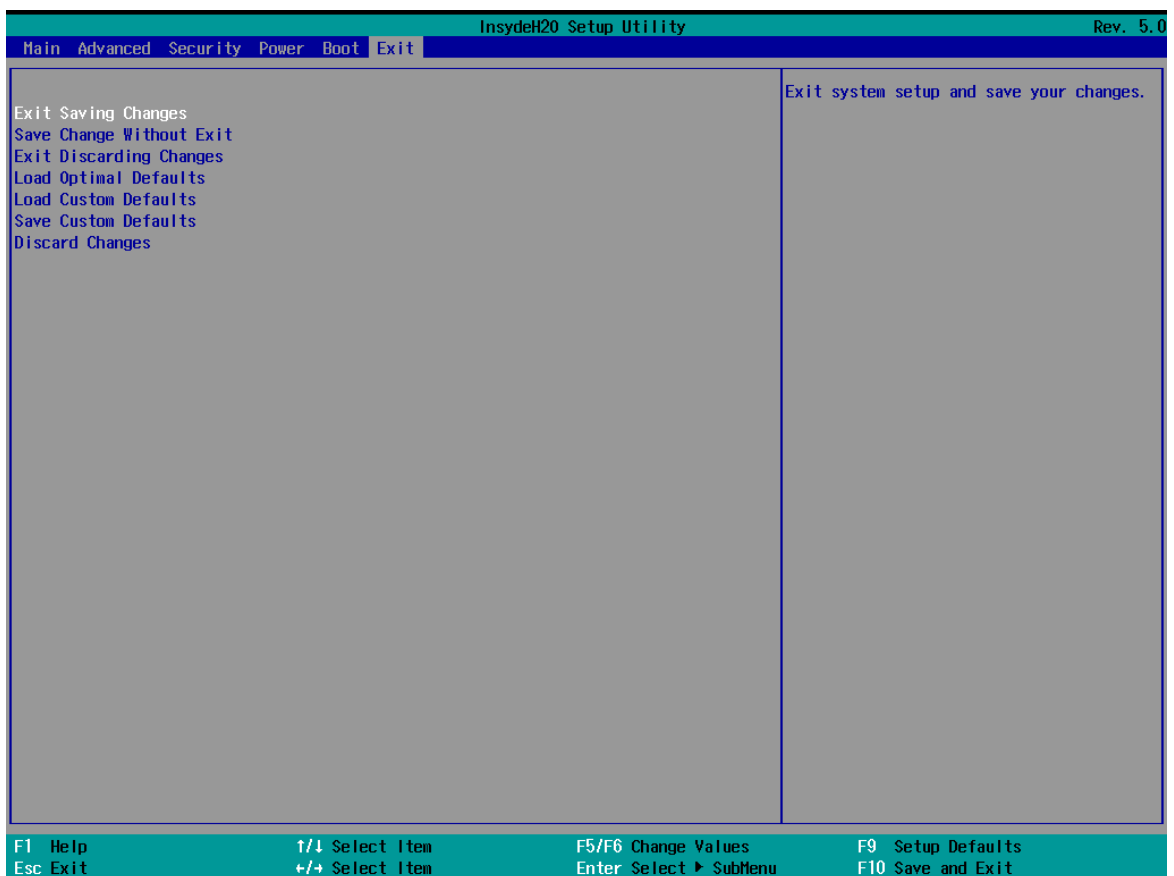 InsydeH20 Setup Utility Rev. 5.0
Main Advanced Security Power Boot Exit
Exit system setup and save your changes.
Exit Saving Changes
Save Change Without Exit
Exit Discarding Changes
Load Optimal Defaults
Load Custom Defaults
Save Custom Defaults
Discard Changes
F1 Help ↑/↓ Select Item F5/F6 Change Values F9 Setup Defaults
Esc Exit ←/→ Select Item Enter Select ▶ SubMenu F10 Save and Exit